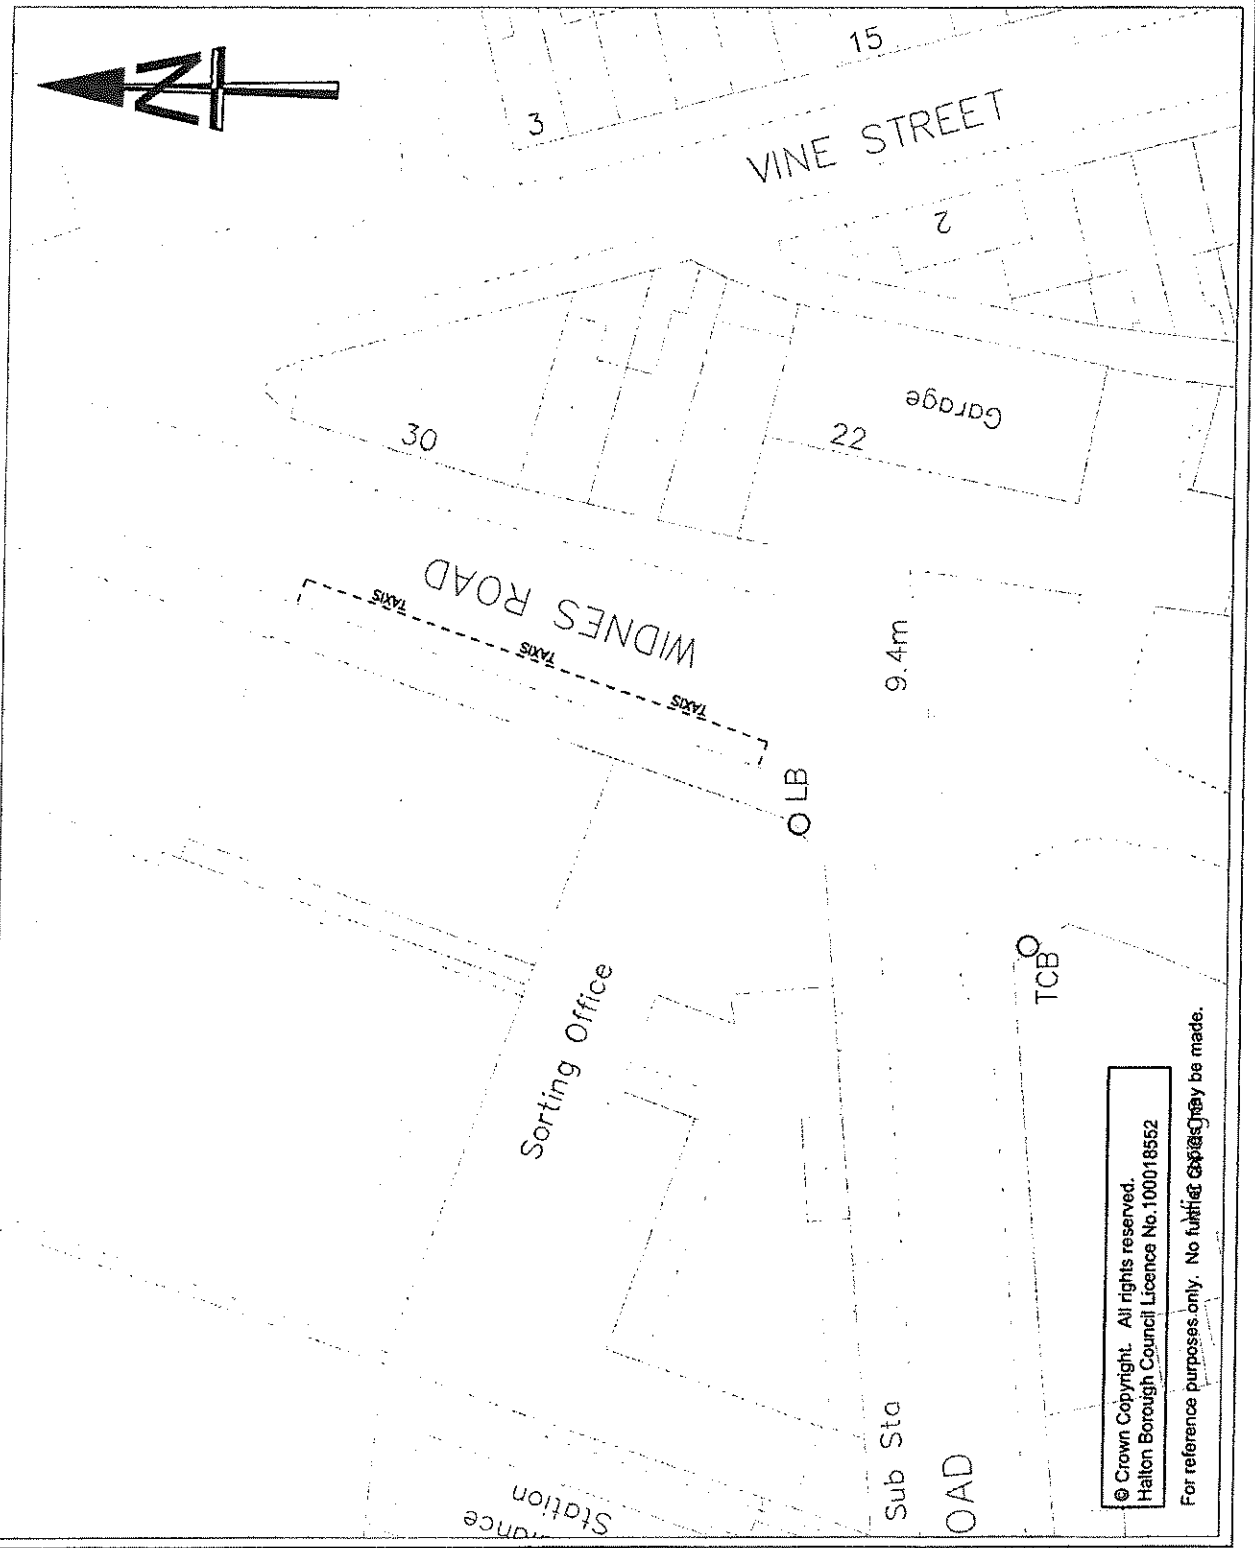 N
15
3
VINE STREET
2
Garage
30
22
WIDNES ROAD
TAXIS
TAXIS
TAXIS
9.4m
LB
TCB
Sorting Office
Station
Sub Sta
OAD
© Crown Copyright. All rights reserved.
Halton Borough Council Licence No.100018552
For reference purposes only. No further copies may be made.